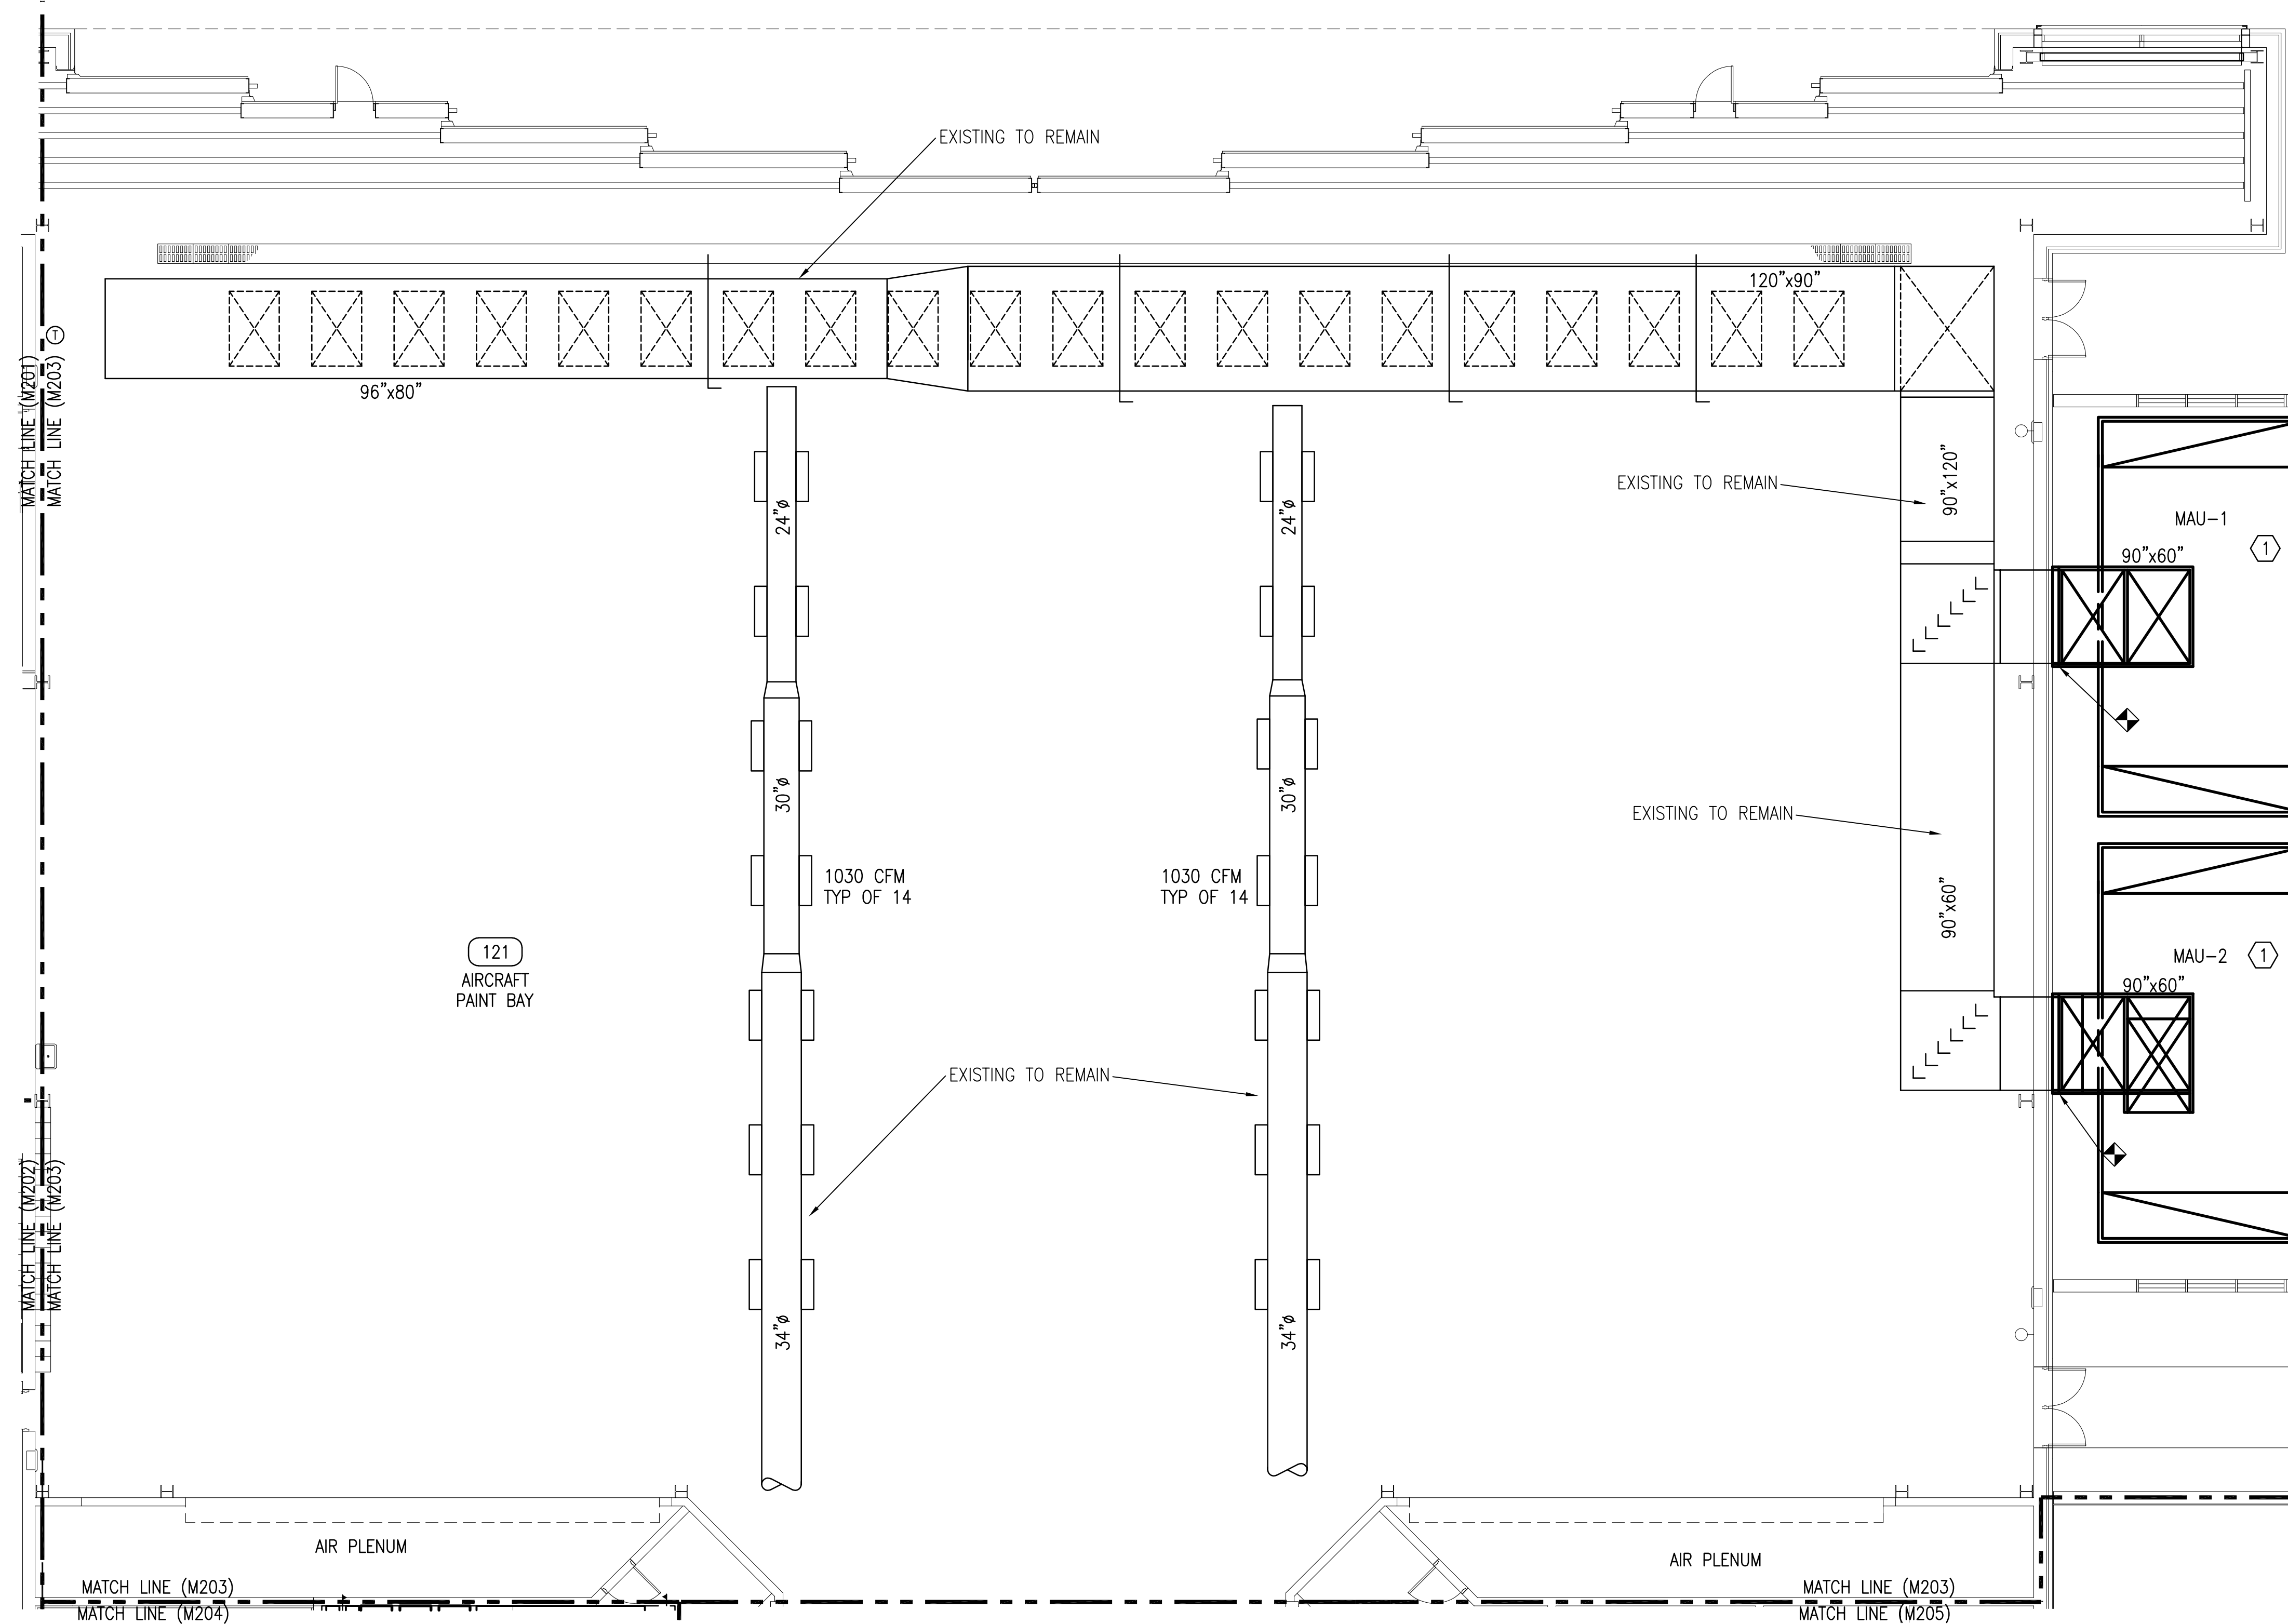 EXISTING TO REMAIN
120"x90"
96"x80"
MATCH LINE (M201)
MATCH LINE (M203)
T
EXISTING TO REMAIN
90"x120"
24"ø
24"ø
MAU-1
1
90"x60"
30"ø
30"ø
EXISTING TO REMAIN
1030 CFM
TYP OF 14
1030 CFM
TYP OF 14
90"x60"
121
AIRCRAFT
PAINT BAY
MAU-2
1
90"x60"
EXISTING TO REMAIN
MATCH LINE (M202)
MATCH LINE (M203)
34"ø
34"ø
AIR PLENUM
AIR PLENUM
MATCH LINE (M203)
MATCH LINE (M204)
MATCH LINE (M203)
MATCH LINE (M205)